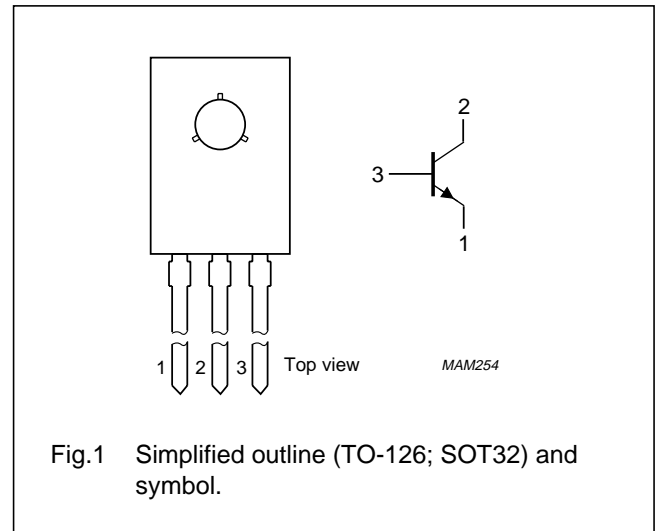 2
3
1
1 2 3 Top view MAM254
Fig.1 Simplified outline (TO-126; SOT32) and
symbol.